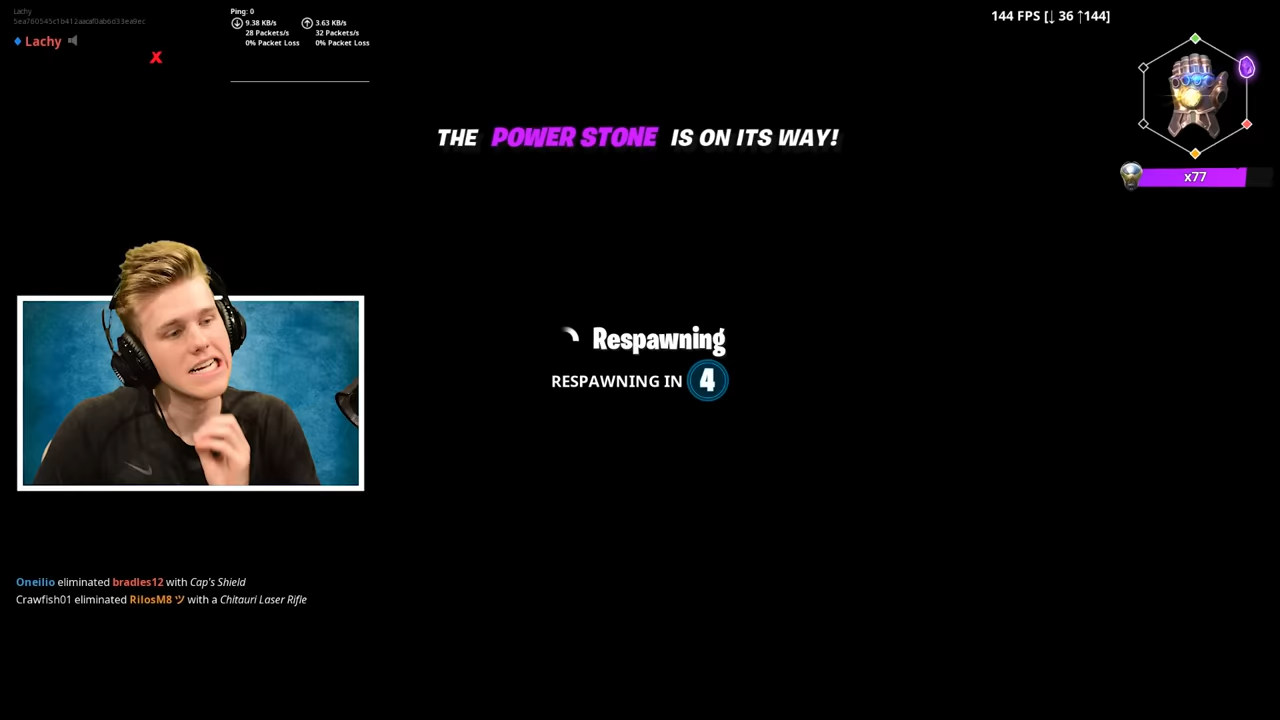 Lachy
5ea760545c1b412aacaf0ab6d33ea9ec
Lachy
X
Ping: 0
9.38 KB/s
28 Packets/s
0% Packet Loss
3.63 KB/s
32 Packets/s
0% Packet Loss
144 FPS [↓ 36 ↑144]
x77
THE POWER STONE IS ON ITS WAY!
Respawning
RESPAWNING IN 4
Oneilio eliminated bradles12 with Cap's Shield
Crawfish01 eliminated RilosM8 ツ with a Chitauri Laser Rifle